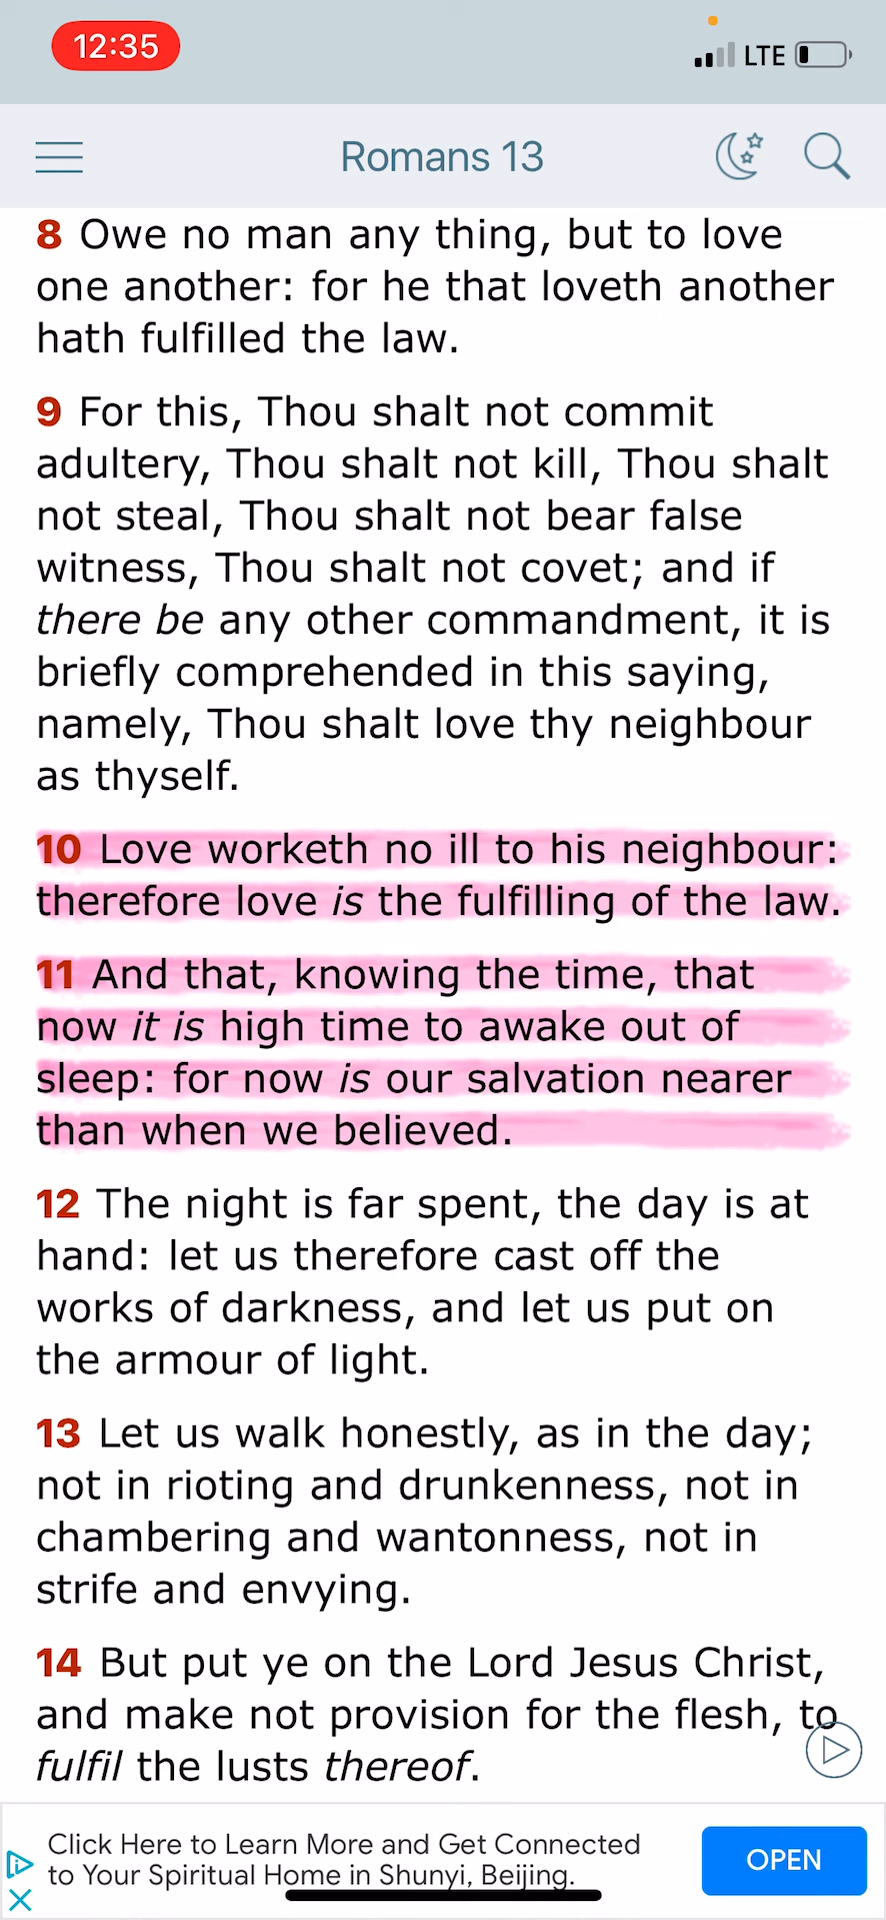 12:35
LTE
Romans 13
8 Owe no man any thing, but to love
one another: for he that loveth another
hath fulfilled the law.
9 For this, Thou shalt not commit
adultery, Thou shalt not kill, Thou shalt
not steal, Thou shalt not bear false
witness, Thou shalt not covet; and if
there be any other commandment, it is
briefly comprehended in this saying,
namely, Thou shalt love thy neighbour
as thyself.
10 Love worketh no ill to his neighbour:
therefore love is the fulfilling of the law.
11 And that, knowing the time, that
now it is high time to awake out of
sleep: for now is our salvation nearer
than when we believed.
12 The night is far spent, the day is at
hand: let us therefore cast off the
works of darkness, and let us put on
the armour of light.
13 Let us walk honestly, as in the day;
not in rioting and drunkenness, not in
chambering and wantonness, not in
strife and envying.
14 But put ye on the Lord Jesus Christ,
and make not provision for the flesh, to
fulfil the lusts thereof.
Click Here to Learn More and Get Connected
to Your Spiritual Home in Shunyi, Beijing.
OPEN